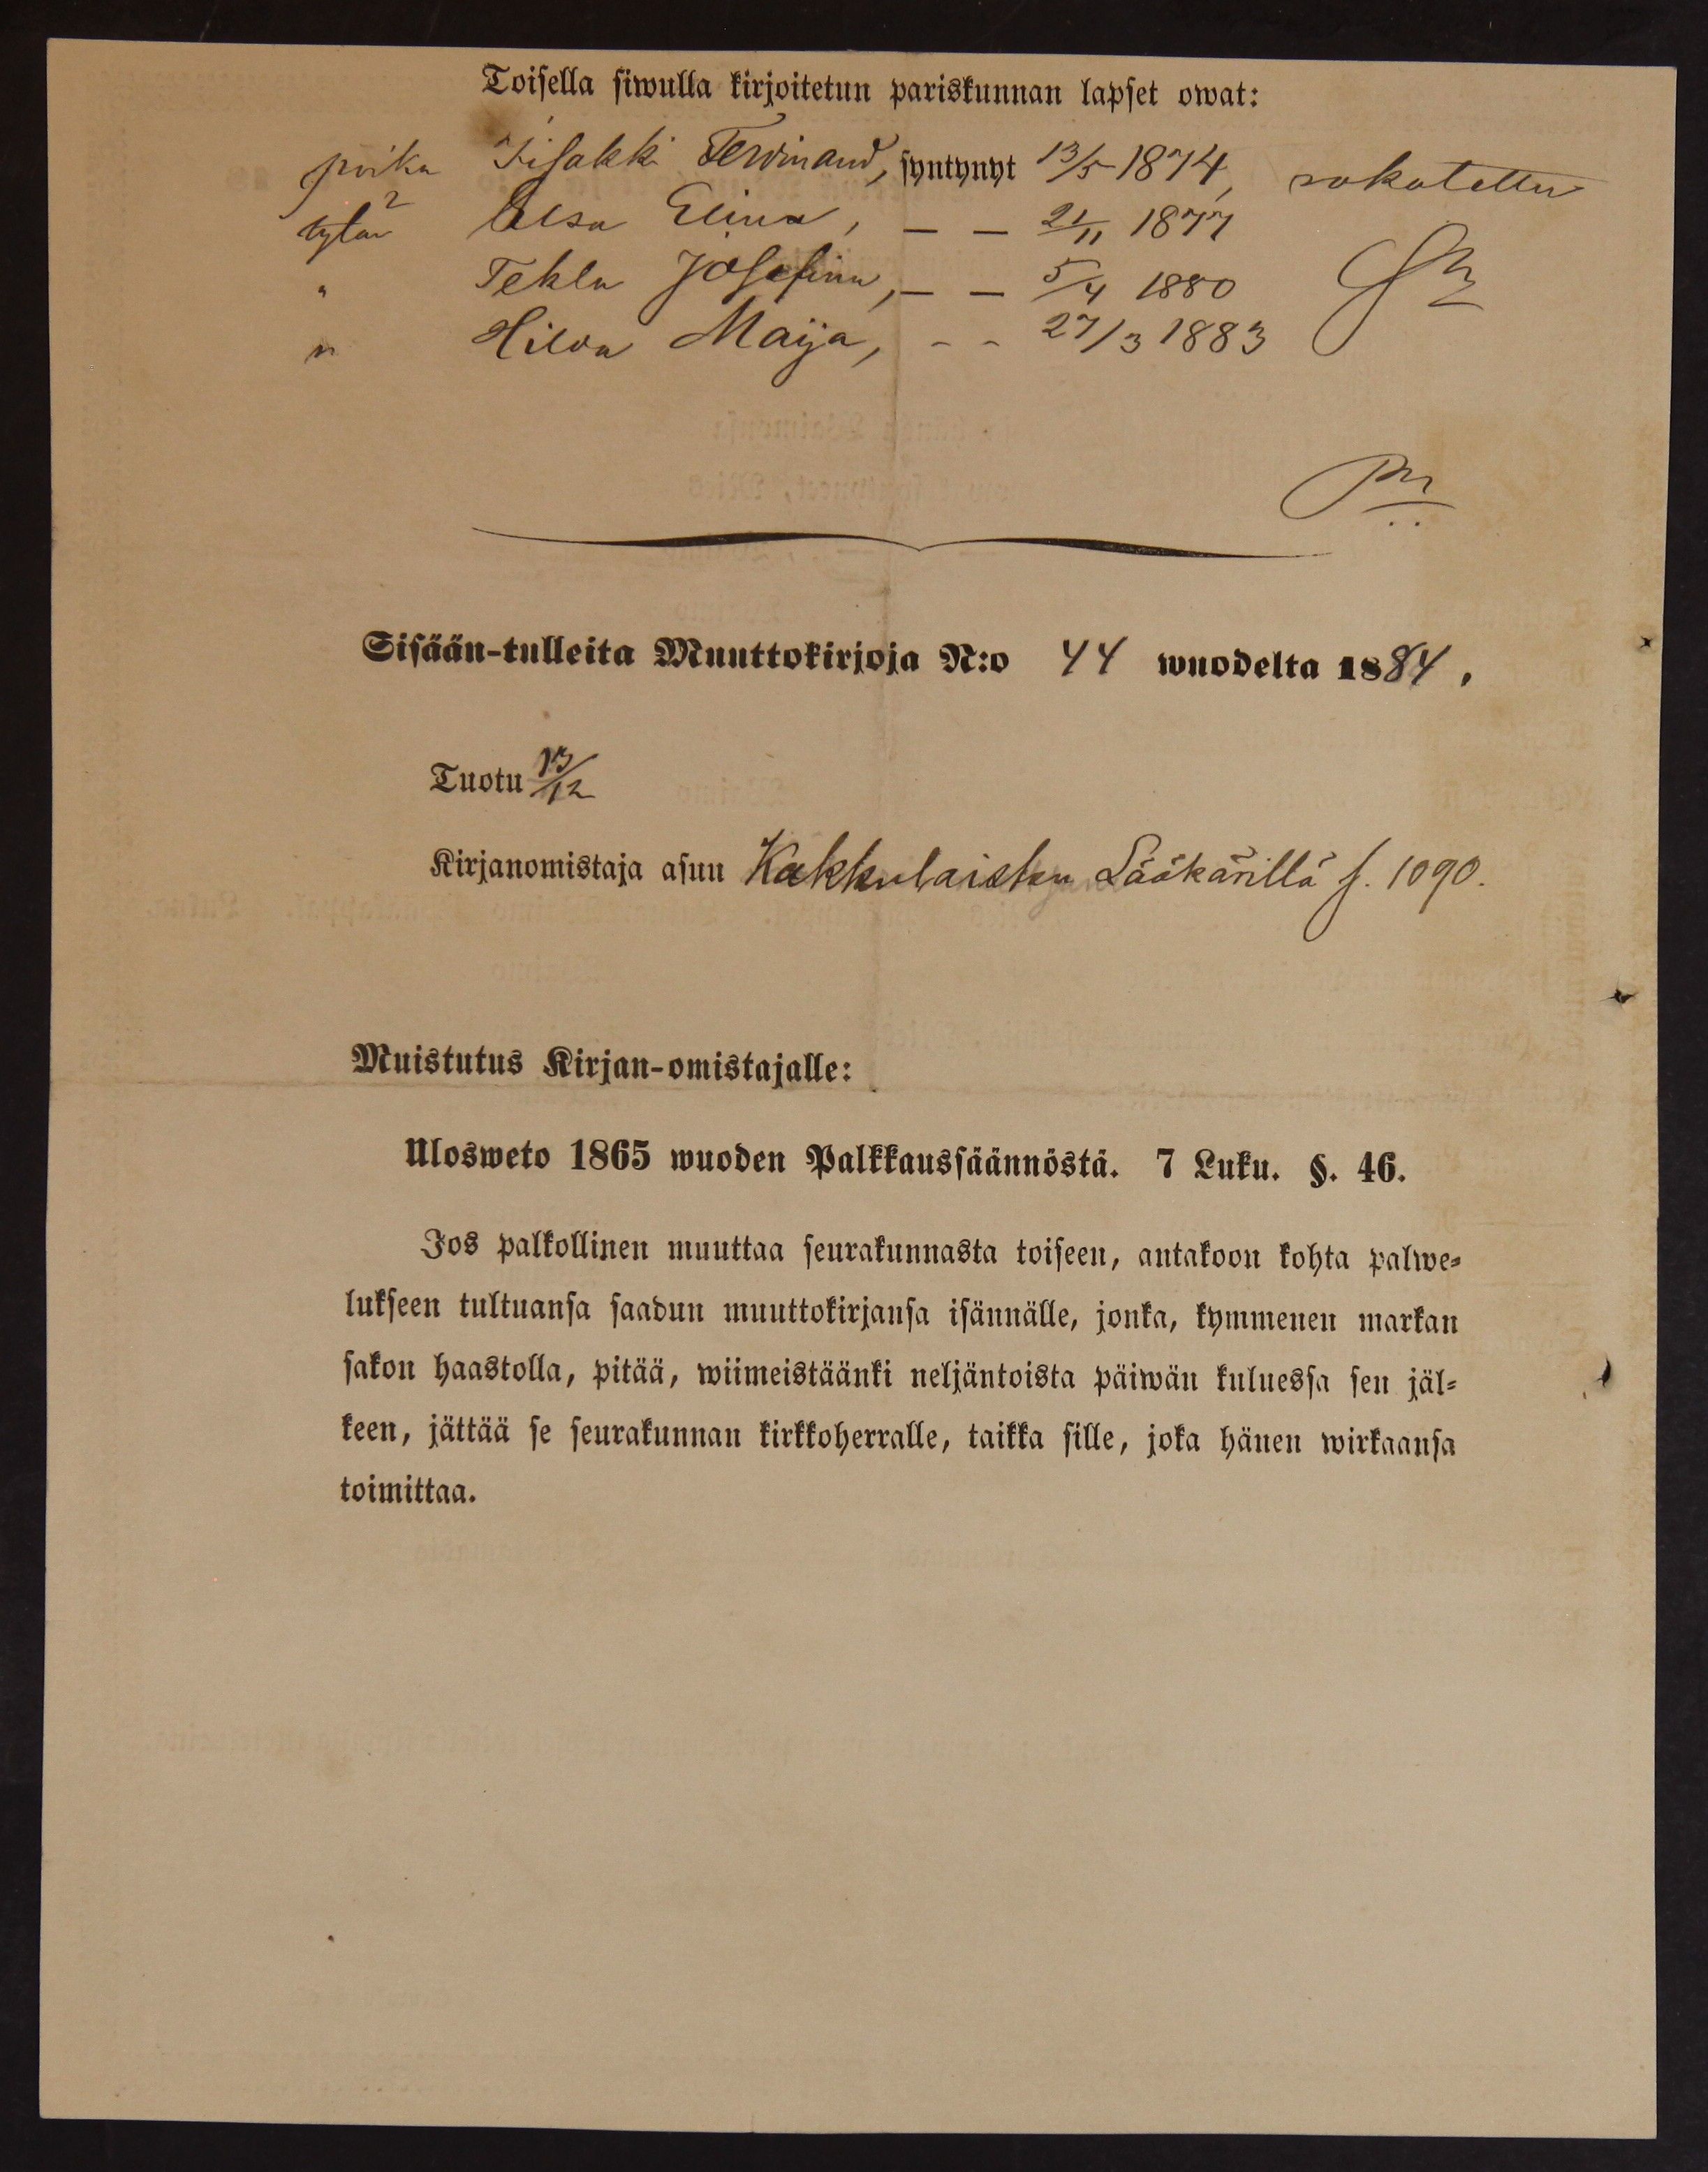 Toisella siwulla kirjoitetun pariskunnan lapset owat:
poika Iisakki Ferdinand, syntynyt 13/5 1874, rokotettu
tytär Elsa Elina, — — 21/11 1877
" Tekla Josefina, — — 5/4 1880
" Hilda Maija, - - 27/3 1883
Sisään-tulleita Muuttokirjoja N:o 44 wuodelta 1884.
Tuotu 13/12
Kirjanomistaja asuu Kakkulaisten Lääkärillä s. 1090.
Muistutus Kirjan-omistajalle:
Ulosweto 1865 wuoden Palkkaussäännöstä. 7 Luku. §. 46.
Jos palkollinen muuttaa seurakunnasta toiseen, antakoon kohta palwe-
lukseen tultuansa saadun muuttokirjansa isännälle, jonka, kymmenen markan
sakon haastolla, pitää, wiimeistäänki neljäntoista päiwän kuluessa sen jäl-
keen, jättää se seurakunnan kirkkoherralle, taikka sille, joka hänen wirkaansa
toimittaa.